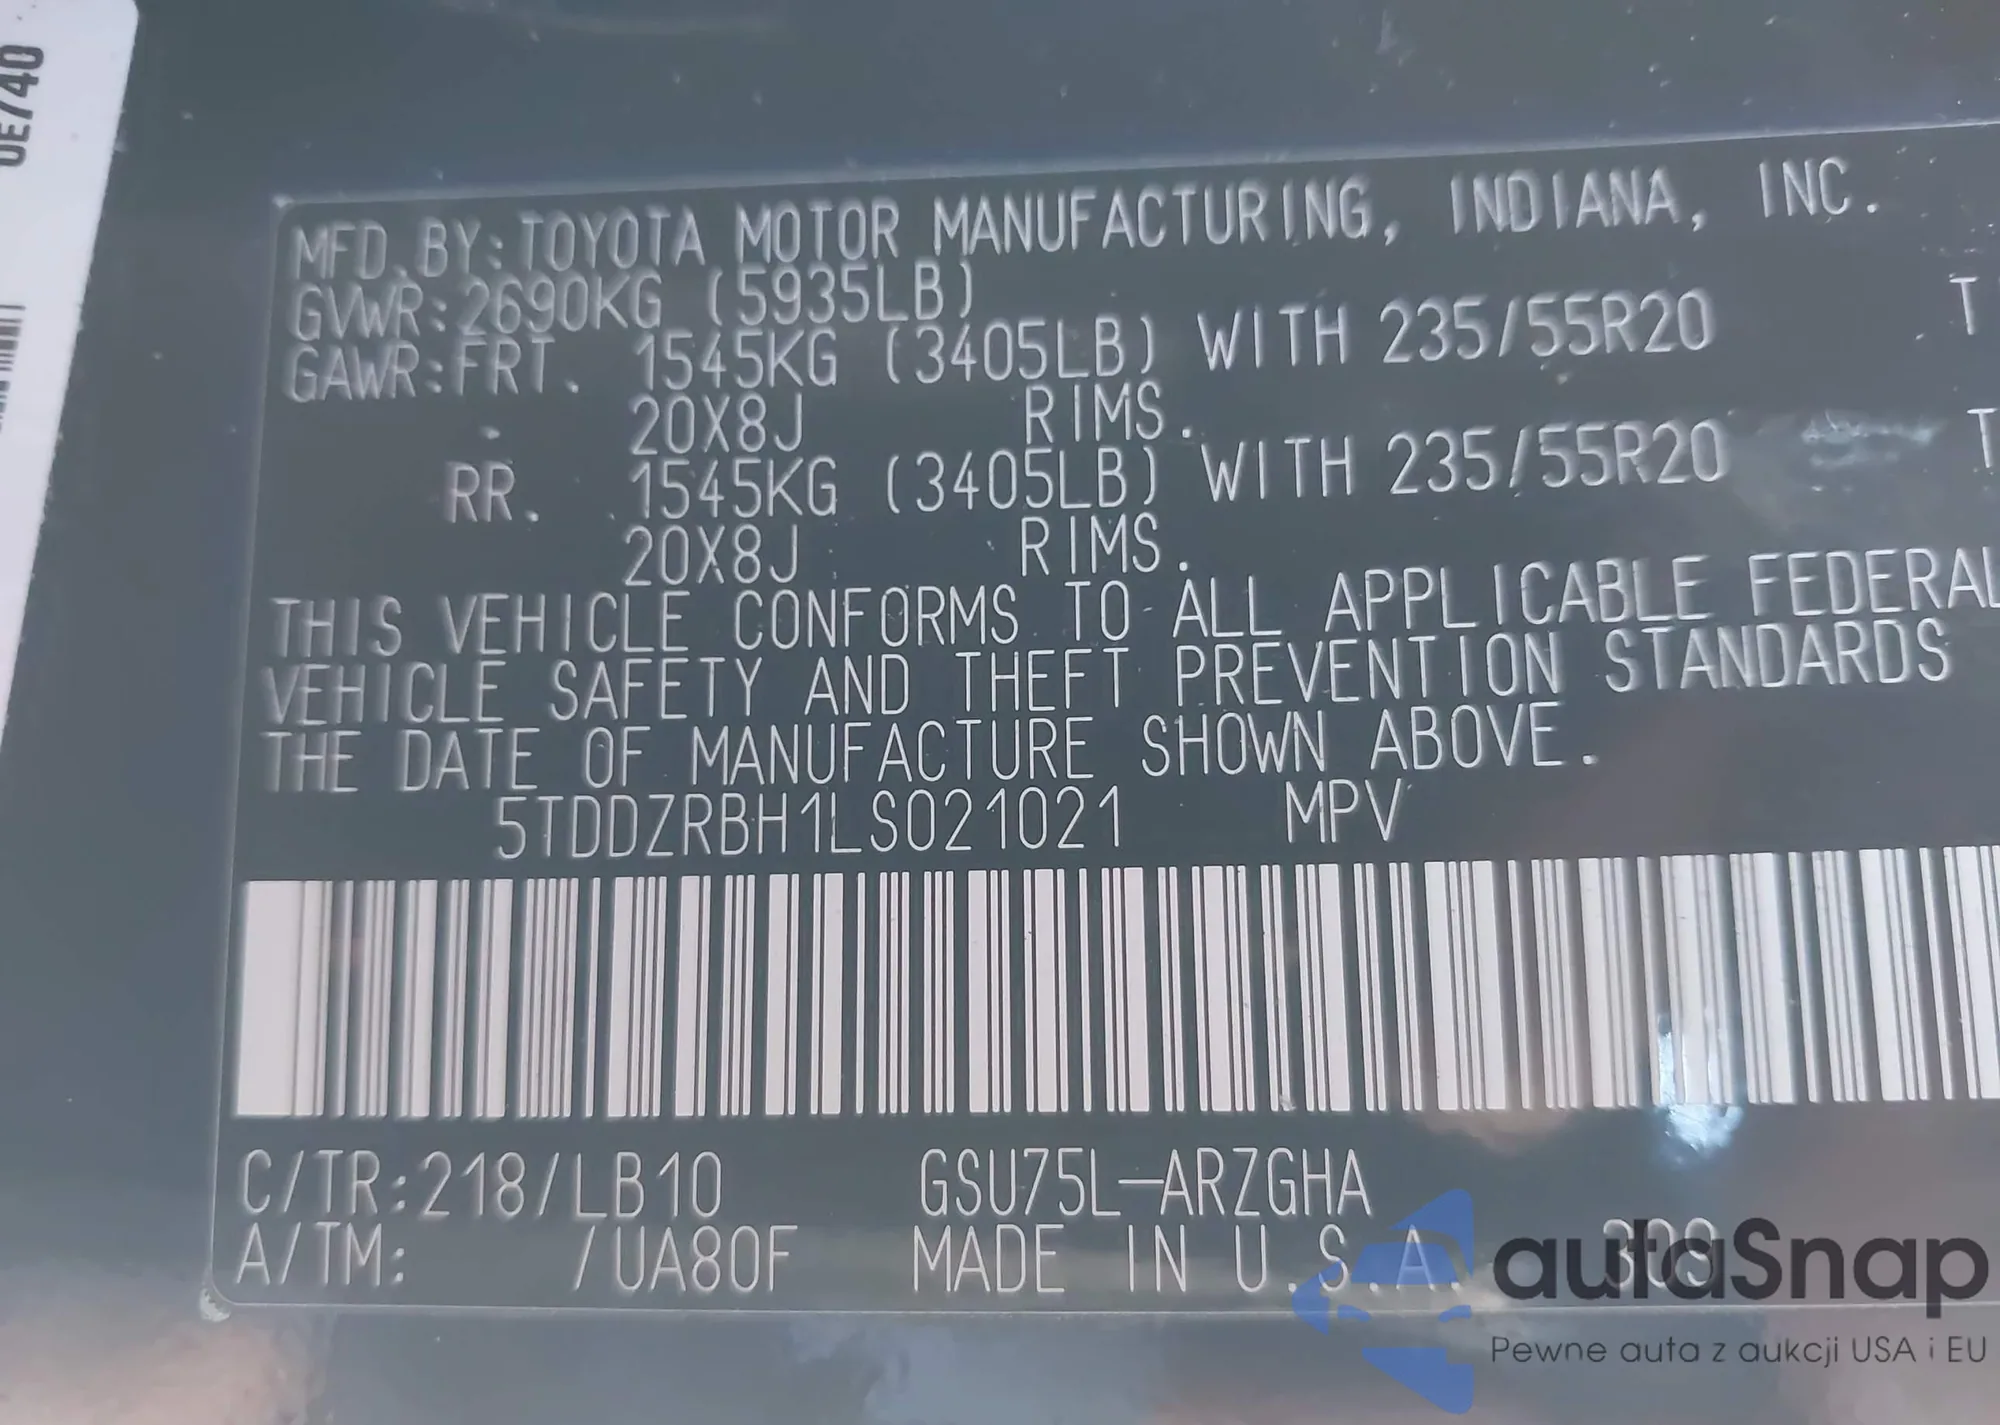 0E740
MFD.BY:TOYOTA MOTOR MANUFACTURING, INDIANA, INC.
GVWR:2690KG (5935LB)
GAWR:FRT. 1545KG (3405LB) WITH 235/55R20 T
20X8J RIMS.
RR. 1545KG (3405LB) WITH 235/55R20 T
20X8J RIMS.
THIS VEHICLE CONFORMS TO ALL APPLICABLE FEDERAL
VEHICLE SAFETY AND THEFT PREVENTION STANDARDS
THE DATE OF MANUFACTURE SHOWN ABOVE.
5TDDZRBH1LS021021 MPV
C/TR:218/LB10 GSU75L-ARZGHA
A/TM: /UA80F MADE IN U.S.A. 309
autaSnap
Pewne auta z aukcji USA i EU